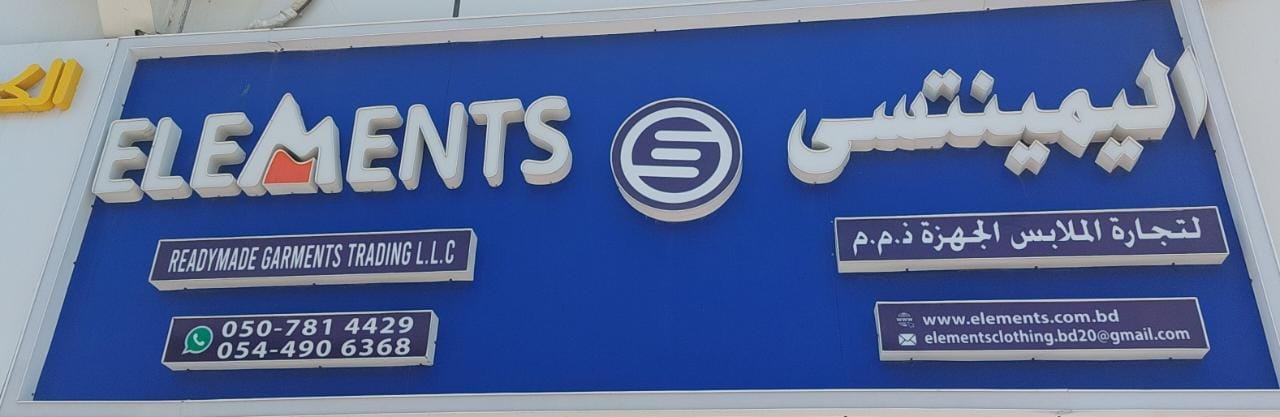 ELEMENTS
اليمينتسى
READYMADE GARMENTS TRADING L.L.C
لتجارة الملابس الجهزة ذ.م.م
050-781 4429
054-490 6368
www.elements.com.bd
elementsclothing.bd20@gmail.com